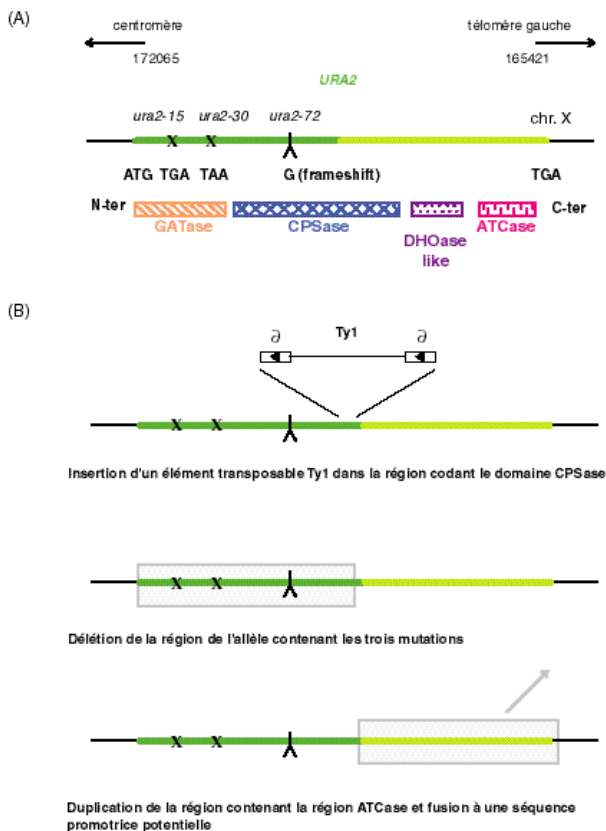 (A)
centromère
télomère gauche
172065
165421
URA2
ura2-15 ura2-30 ura2-72
chr. X
X X
ATG TGA TAA G (frameshift) TGA
N-ter
C-ter
GATase CPSase DHOase like ATCase
(B)
∂ Ty1 ∂
X X
Insertion d'un élément transposable Ty1 dans la région codant le domaine CPSase
X X
Délétion de la région de l'allèle contenant les trois mutations
X X
Duplication de la région contenant la région ATCase et fusion à une séquence
promotrice potentielle